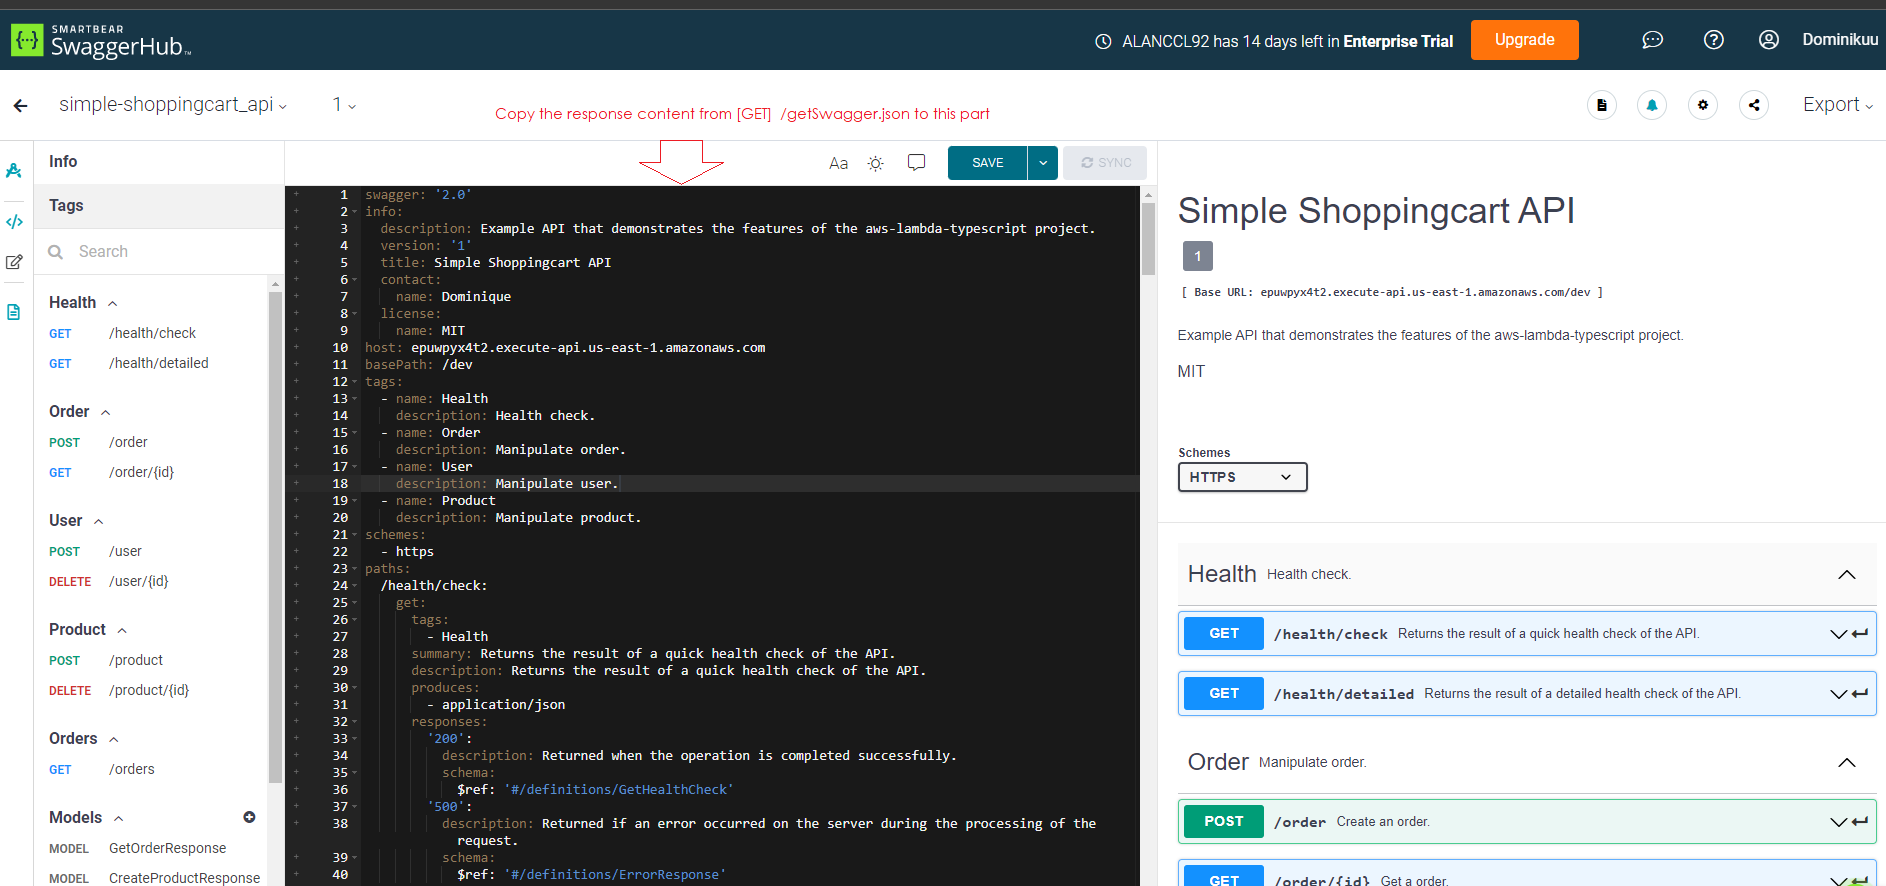 SMARTBEAR
SwaggerHub™
ALANCCL92 has 14 days left in Enterprise Trial
Upgrade
Dominikuu
simple-shoppingcart_api
1
Copy the response content from [GET] /getSwagger.json to this part
Export
Info
Tags
Search
Health
GET /health/check
GET /health/detailed
Order
POST /order
GET /order/{id}
User
POST /user
DELETE /user/{id}
Product
POST /product
DELETE /product/{id}
Orders
GET /orders
Models
MODEL GetOrderResponse
MODEL CreateProductResponse
Aa
SAVE
SYNC
1 swagger: '2.0'
2 info:
3 description: Example API that demonstrates the features of the aws-lambda-typescript project.
4 version: '1'
5 title: Simple Shoppingcart API
6 contact:
7 name: Dominique
8 license:
9 name: MIT
10 host: epuwpyx4t2.execute-api.us-east-1.amazonaws.com
11 basePath: /dev
12 tags:
13 - name: Health
14 description: Health check.
15 - name: Order
16 description: Manipulate order.
17 - name: User
18 description: Manipulate user.
19 - name: Product
20 description: Manipulate product.
21 schemes:
22 - https
23 paths:
24 /health/check:
25 get:
26 tags:
27 - Health
28 summary: Returns the result of a quick health check of the API.
29 description: Returns the result of a quick health check of the API.
30 produces:
31 - application/json
32 responses:
33 '200':
34 description: Returned when the operation is completed successfully.
35 schema:
36 $ref: '#/definitions/GetHealthCheck'
37 '500':
38 description: Returned if an error occurred on the server during the processing of the
request.
39 schema:
40 $ref: '#/definitions/ErrorResponse'
Simple Shoppingcart API
1
[ Base URL: epuwpyx4t2.execute-api.us-east-1.amazonaws.com/dev ]
Example API that demonstrates the features of the aws-lambda-typescript project.
MIT
Schemes
HTTPS
Health Health check.
GET /health/check Returns the result of a quick health check of the API.
GET /health/detailed Returns the result of a detailed health check of the API.
Order Manipulate order.
POST /order Create an order.
GET /order/{id} Get a order.